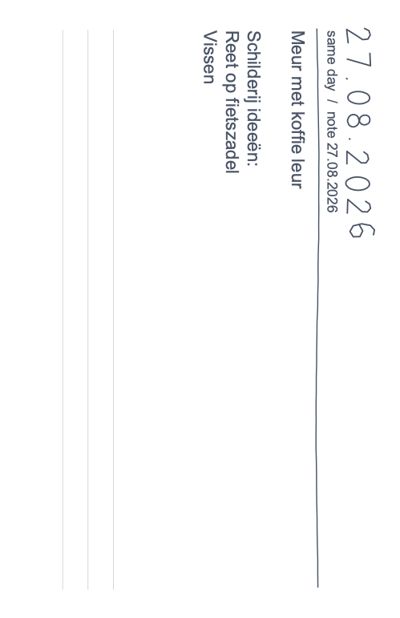 27.08.2026
same day / note 27.08.2026
Meur met koffie leur
Schilderij ideeën:
Reet op fietszadel
Vissen